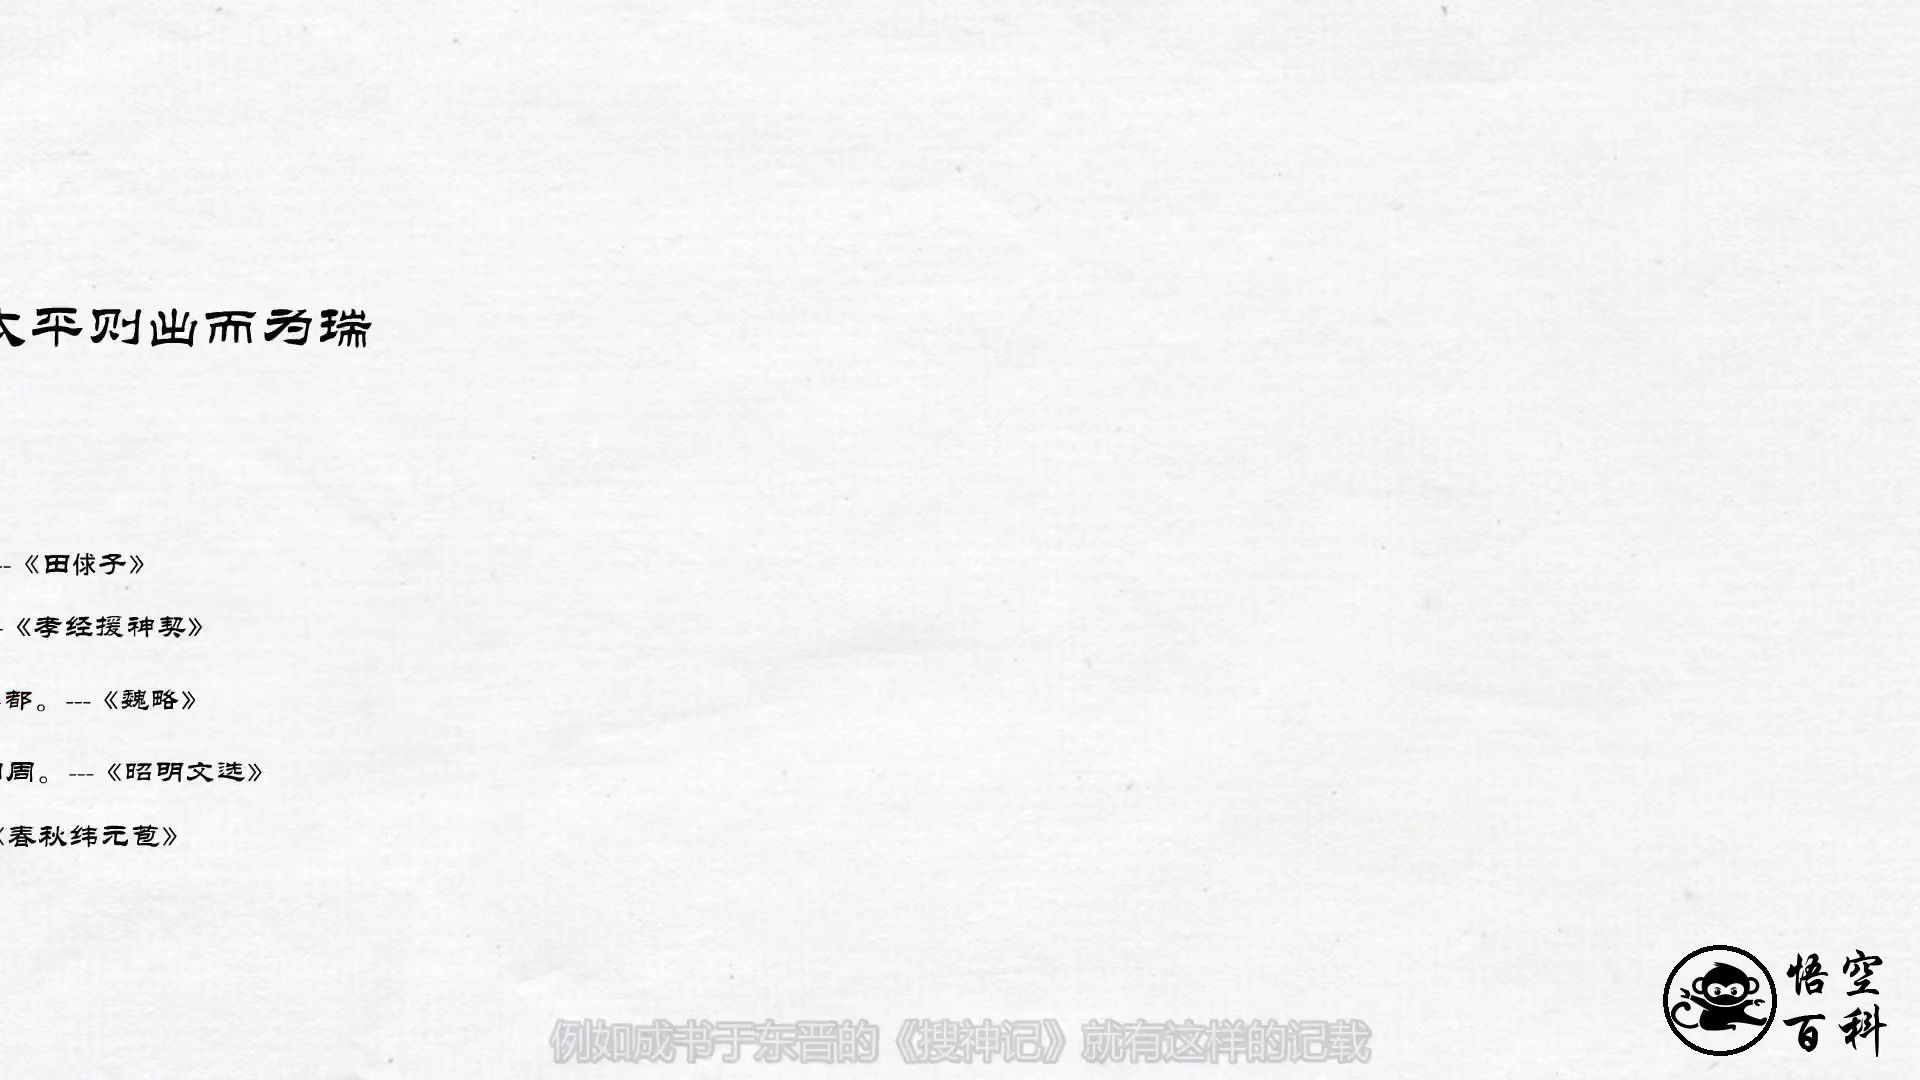 太平则出而为瑞
--《田俅子》
-《孝经援神契》
都。---《魏略》
周。---《昭明文选》
《春秋纬元苞》
悟空
百科
例如成书于东晋的《搜神记》就有这样的记载